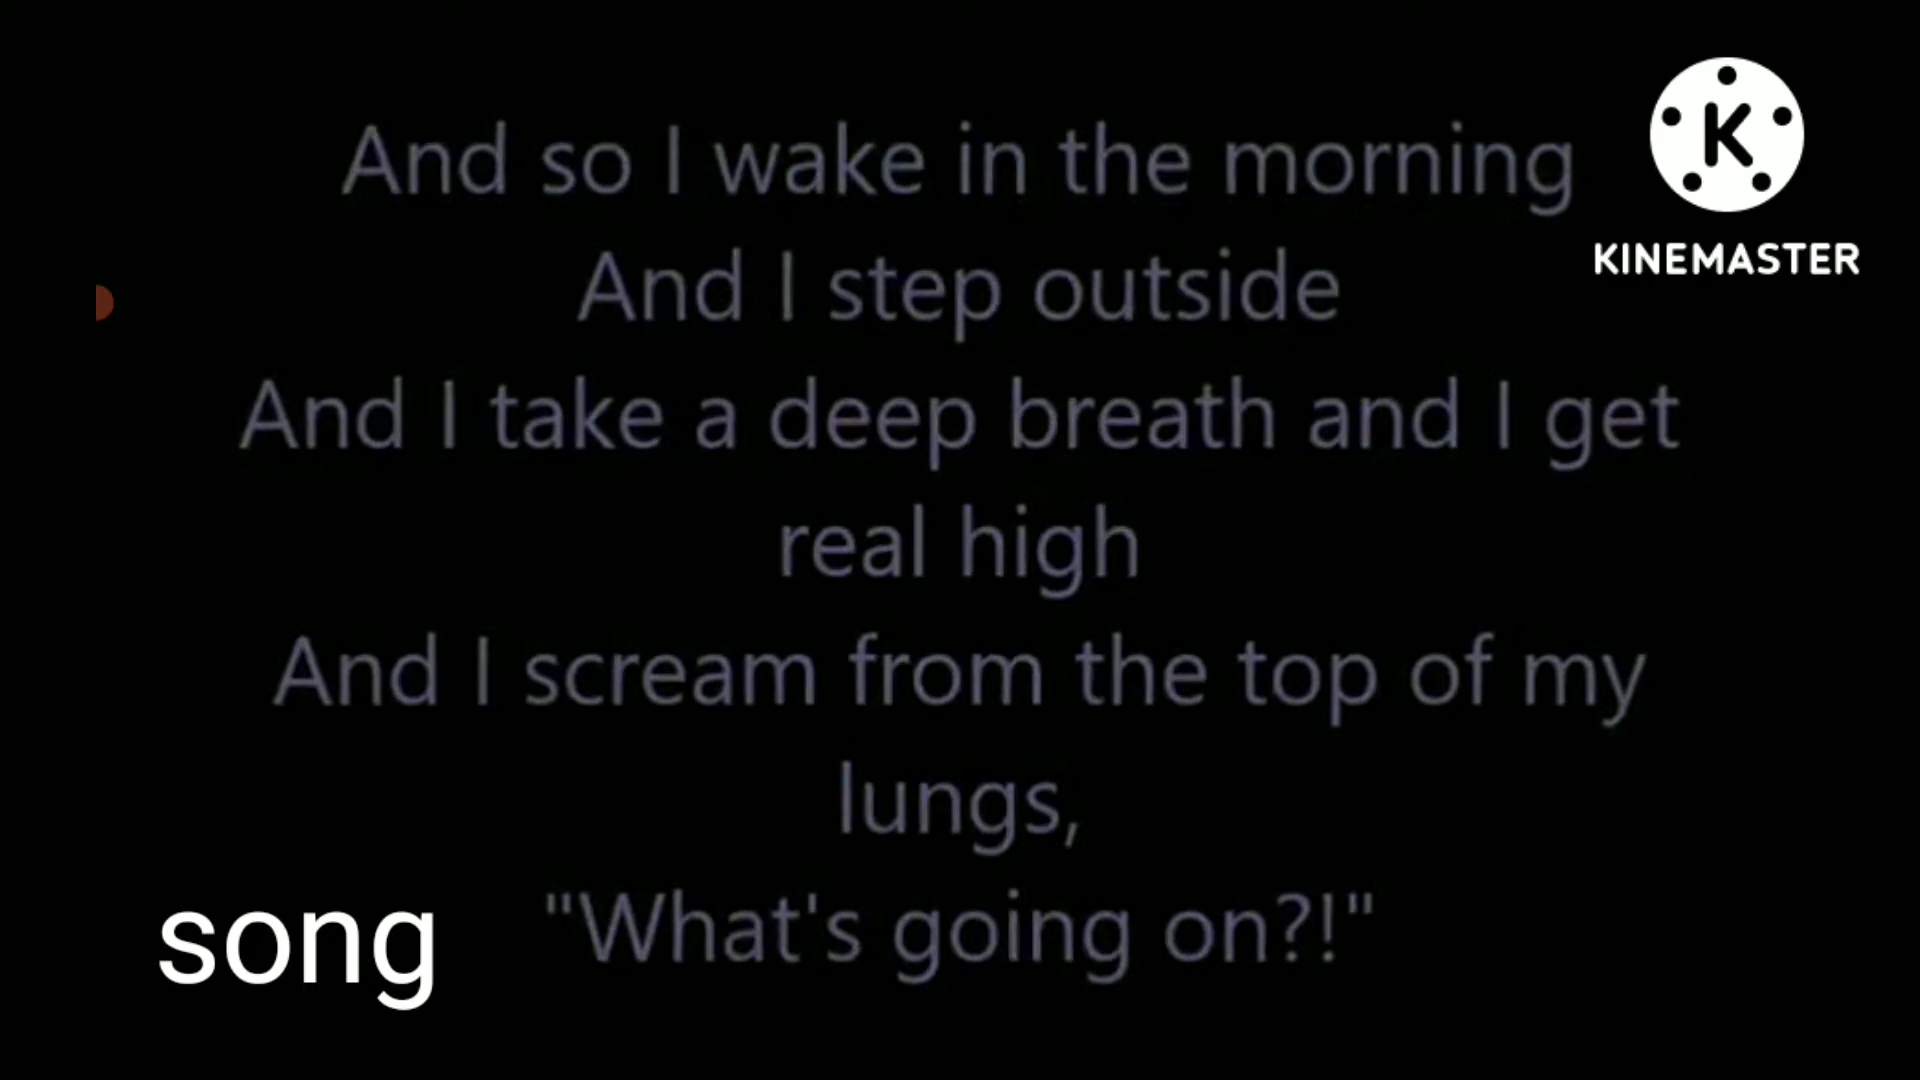 And so I wake in the morning
And I step outside
And I take a deep breath and I get
real high
And I scream from the top of my
lungs,
"What's going on?!"
song
K
KINEMASTER